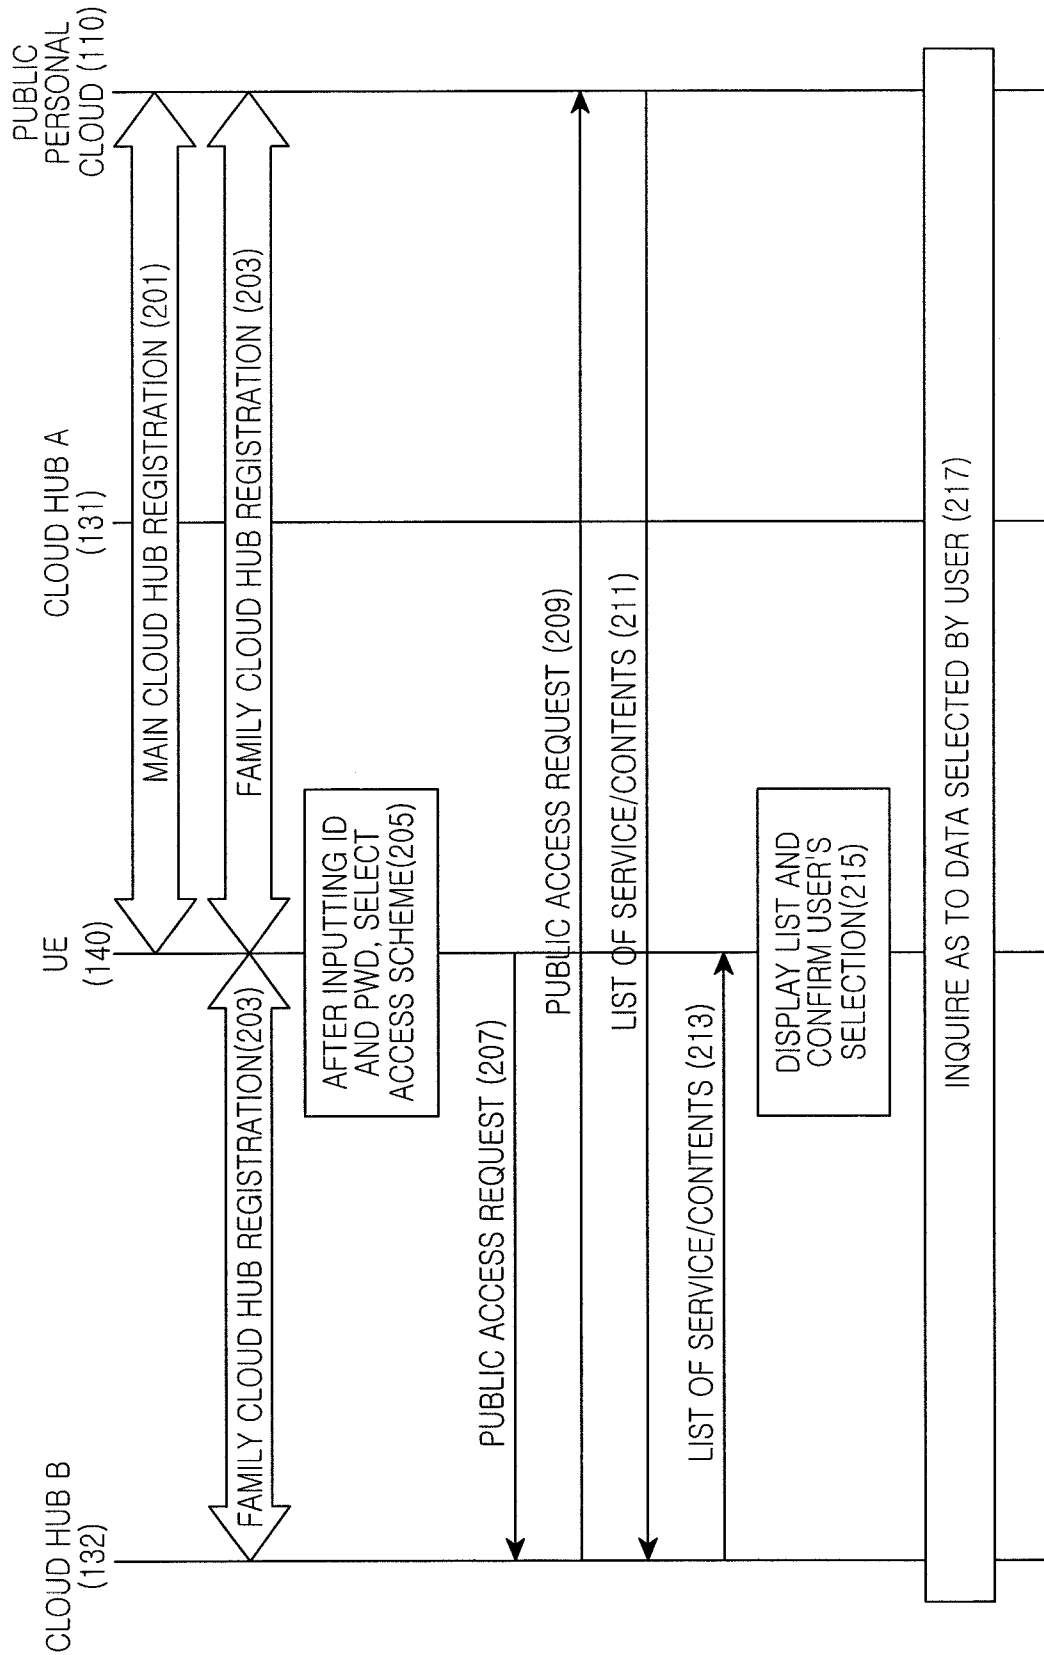 CLOUD HUB B
(132)
UE
(140)
CLOUD HUB A
(131)
PUBLIC
PERSONAL
CLOUD (110)
MAIN CLOUD HUB REGISTRATION (201)
FAMILY CLOUD HUB REGISTRATION(203)
FAMILY CLOUD HUB REGISTRATION (203)
AFTER INPUTTING ID
AND PWD, SELECT
ACCESS SCHEME(205)
PUBLIC ACCESS REQUEST (207)
PUBLIC ACCESS REQUEST (209)
LIST OF SERVICE/CONTENTS (211)
LIST OF SERVICE/CONTENTS (213)
DISPLAY LIST AND
CONFIRM USER'S
SELECTION(215)
INQUIRE AS TO DATA SELECTED BY USER (217)